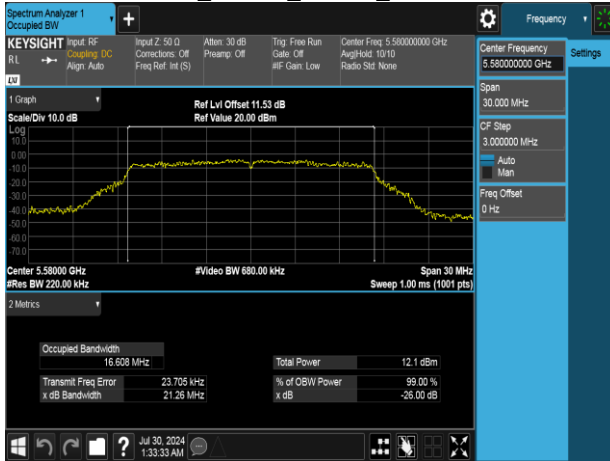 Spectrum Analyzer 1
Occupied BW
Frequency
KEYSIGHT
RL
LXI
Input: RF
Coupling: DC
Align: Auto
Input Z: 50 Ω
Corrections: Off
Freq Ref: Int (S)
Atten: 30 dB
Preamp: Off
Trig: Free Run
Gate: Off
#IF Gain: Low
Center Freq: 5.580000000 GHz
Avg|Hold: 10/10
Radio Std: None
Center Frequency
5.580000000 GHz
Settings
Span
30.000 MHz
CF Step
3.000000 MHz
Auto
Man
Freq Offset
0 Hz
1 Graph
Scale/Div 10.0 dB
Ref Lvl Offset 11.53 dB
Ref Value 20.00 dBm
Log
10.0
0.00
-10.0
-20.0
-30.0
-40.0
-50.0
-60.0
-70.0
Center 5.58000 GHz
#Res BW 220.00 kHz
#Video BW 680.00 kHz
Span 30 MHz
Sweep 1.00 ms (1001 pts)
2 Metrics
Occupied Bandwidth
16.608 MHz
Total Power 12.1 dBm
Transmit Freq Error 23.705 kHz
% of OBW Power 99.00 %
x dB Bandwidth 21.26 MHz
x dB -26.00 dB
Jul 30, 2024
1:33:33 AM